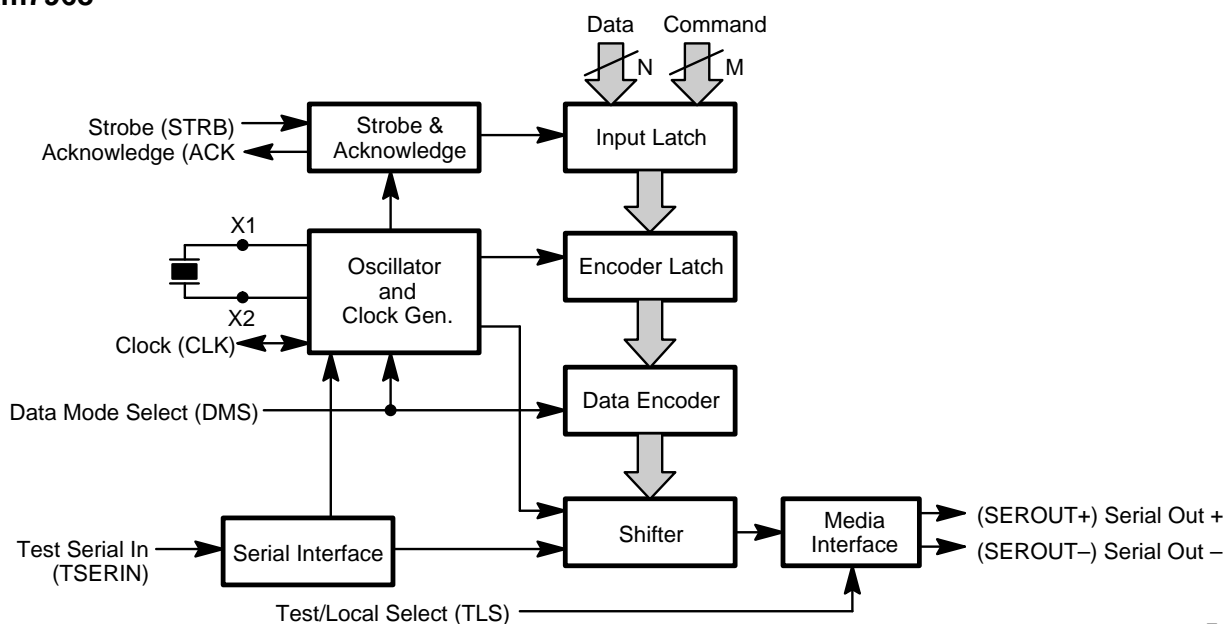 Data
Command
N
M
Strobe (STRB)
Acknowledge (ACK
Strobe &
Acknowledge
Input Latch
X1
X2
Oscillator
and
Clock Gen.
Encoder Latch
Clock (CLK)
Data Mode Select (DMS)
Data Encoder
Test Serial In
(TSERIN)
Serial Interface
Shifter
Media
Interface
(SEROUT+) Serial Out +
(SEROUT–) Serial Out –
Test/Local Select (TLS)